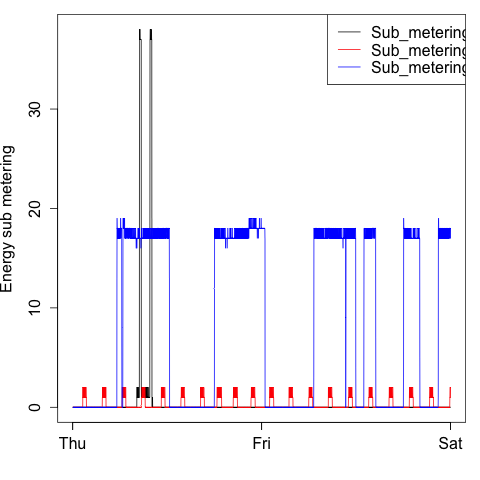 Sub_metering
Sub_metering
Sub_metering
Energy sub metering
0
10
20
30
Thu
Fri
Sat